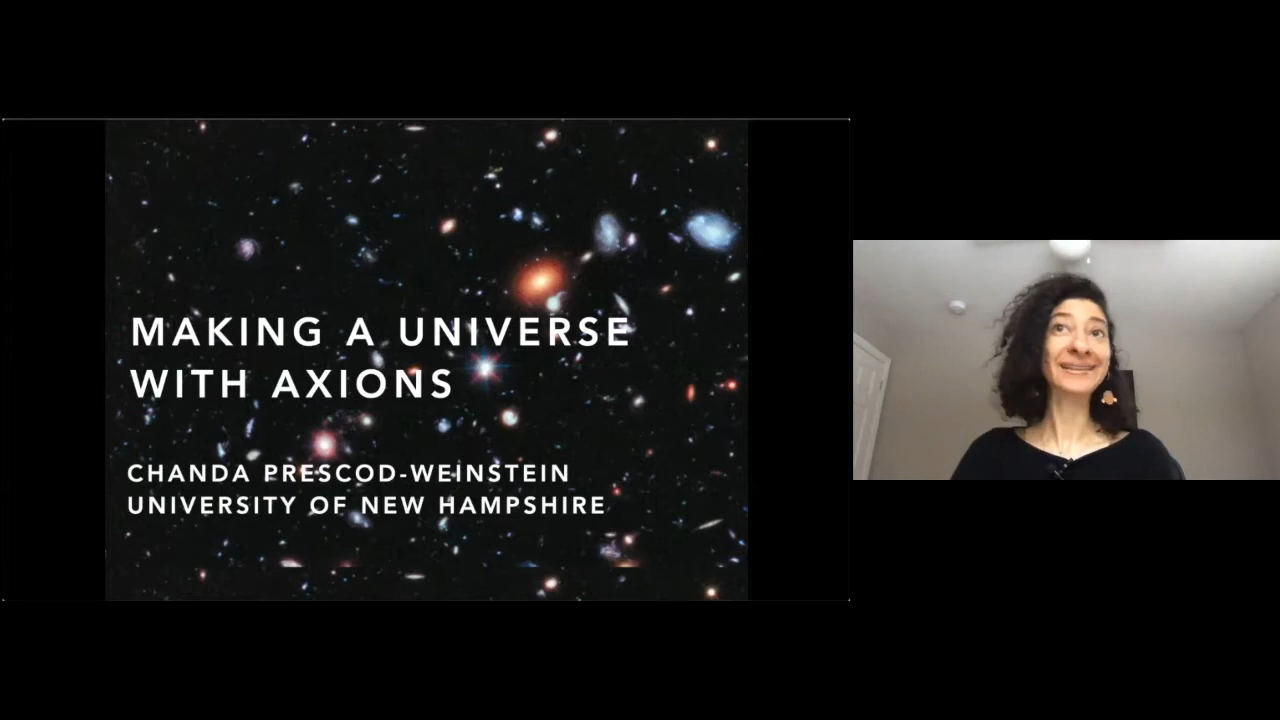 MAKING A UNIVERSE
WITH AXIONS
CHANDA PRESCOD-WEINSTEIN
UNIVERSITY OF NEW HAMPSHIRE